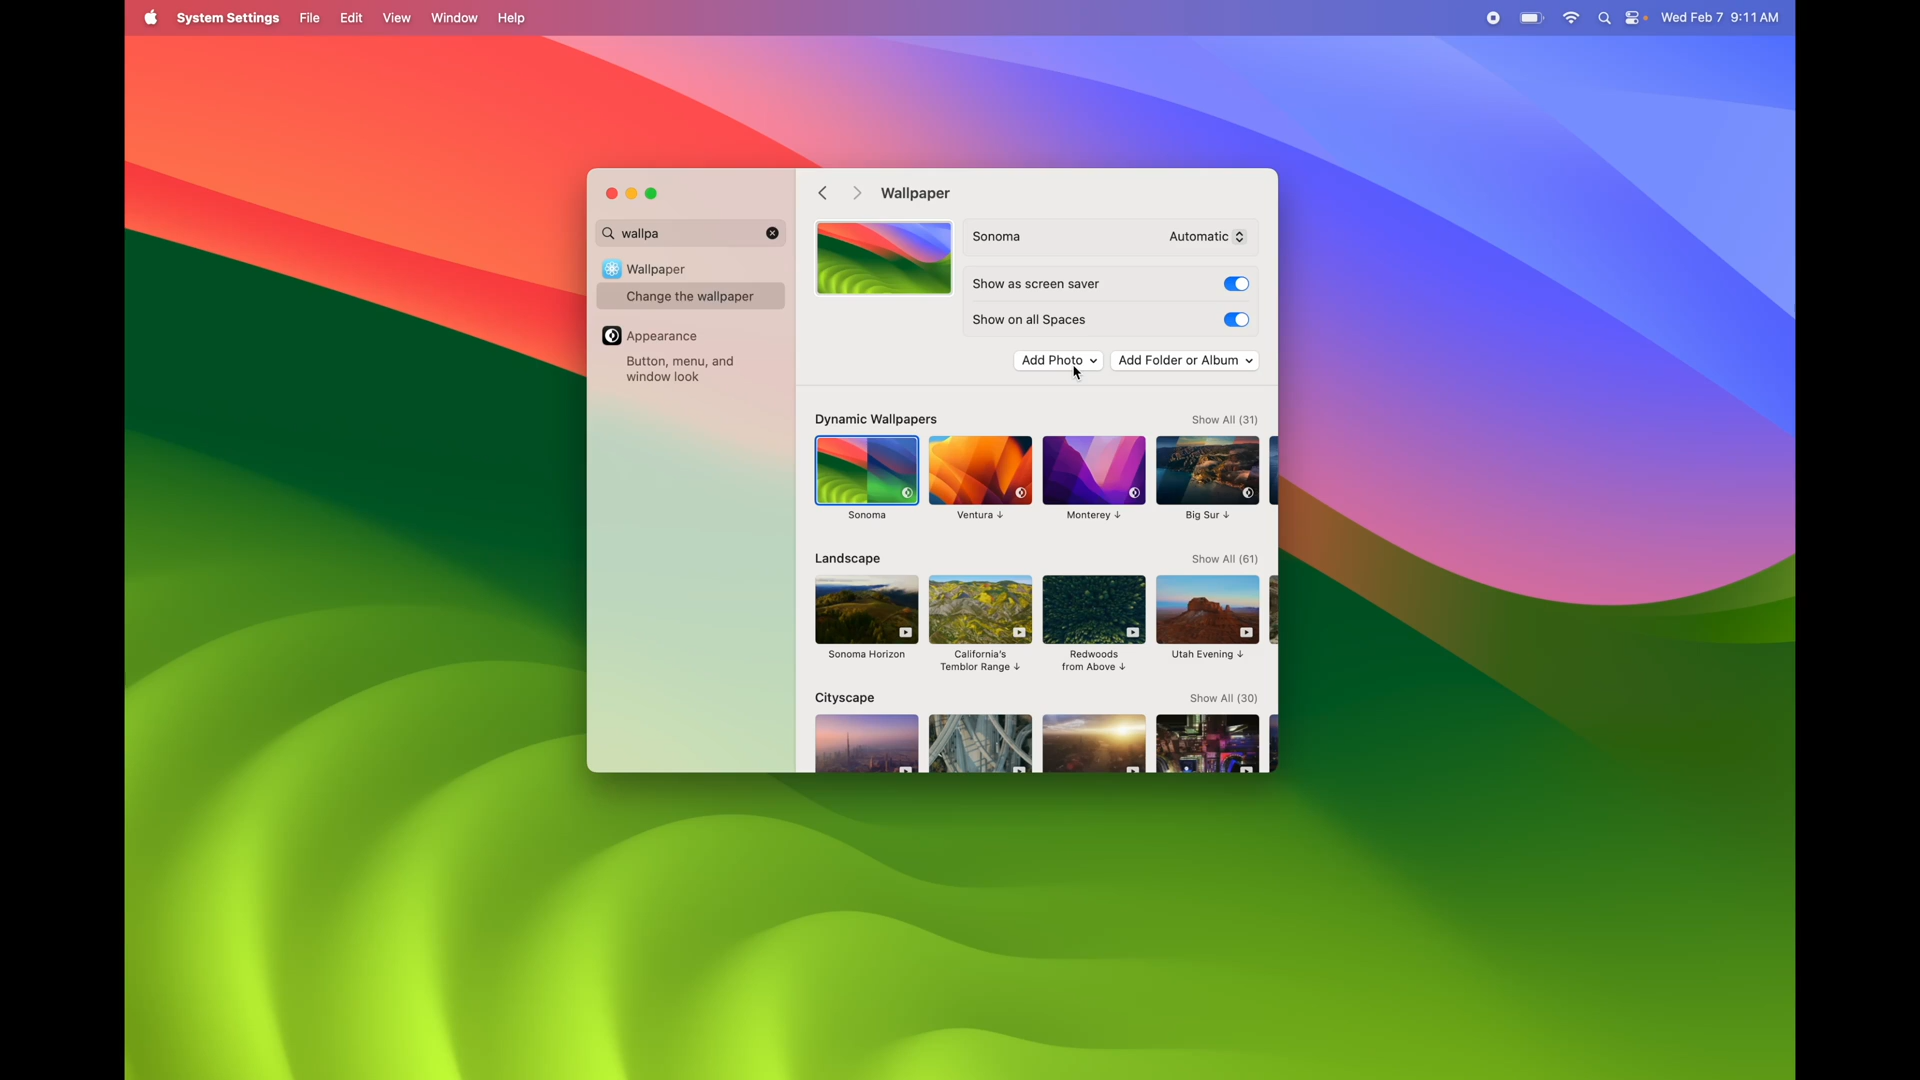 System Settings File Edit View Window Help Wed Feb 7 9:11 AM
Wallpaper
wallpa
Sonoma Automatic
Wallpaper
Show as screen saver
Change the wallpaper
Show on all Spaces
Appearance
Button, menu, and
window look
Add Photo Add Folder or Album
Dynamic Wallpapers Show All (31)
Sonoma Ventura ↓ Monterey ↓ Big Sur ↓
Landscape Show All (61)
Sonoma Horizon California's Redwoods Utah Evening ↓
Temblor Range ↓ from Above ↓
Cityscape Show All (30)